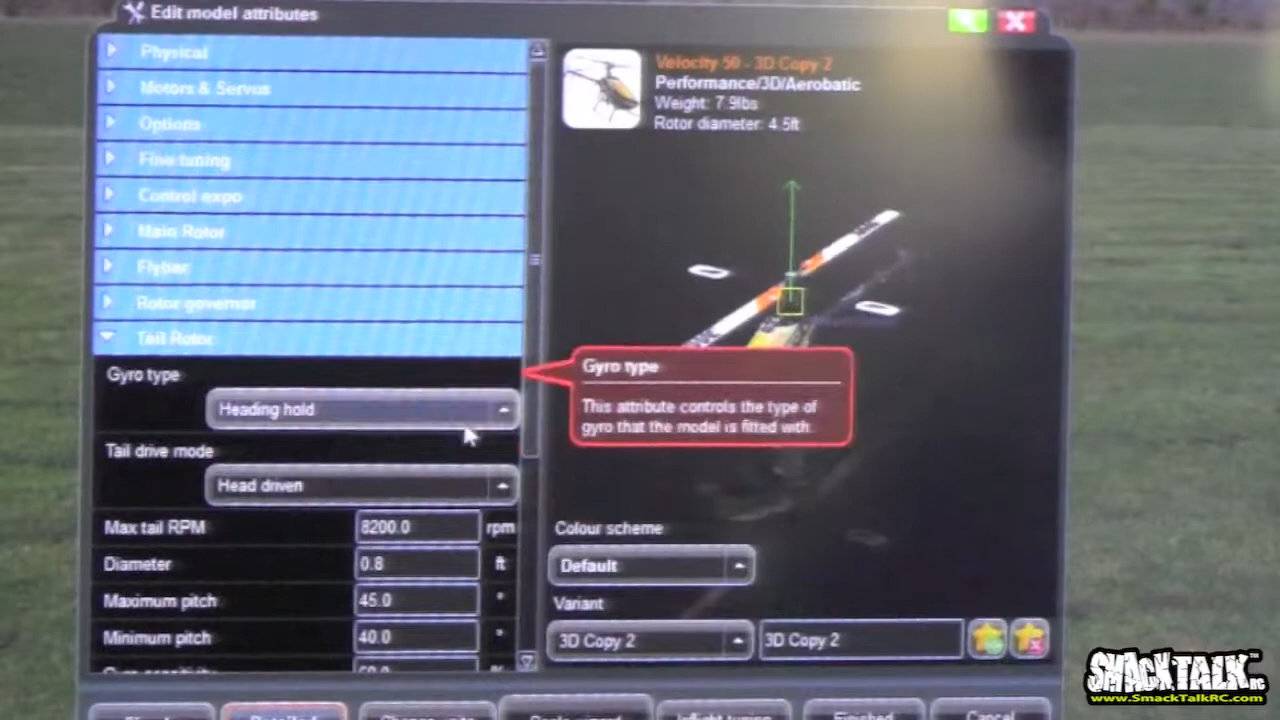 Edit model attributes
Physical
Motors & Servos
Options
Fine tuning
Control expo
Main Rotor
Flybar
Rotor governor
Tail Rotor
Gyro type
Heading hold
Tail drive mode
Head driven
Max tail RPM 8200.0 rpm
Diameter 0.8 ft
Maximum pitch 45.0 °
Minimum pitch 40.0 °
Velocity 50 - 3D Copy 2
Performance/3D/Aerobatic
Weight: 7.9lbs
Rotor diameter: 4.5ft
Gyro type
This attribute controls the type of
gyro that the model is fitted with.
Colour scheme
Default
Variant
3D Copy 2 3D Copy 2
Finished Cancel
SMACKTALK RC
www.SmackTalkRC.com